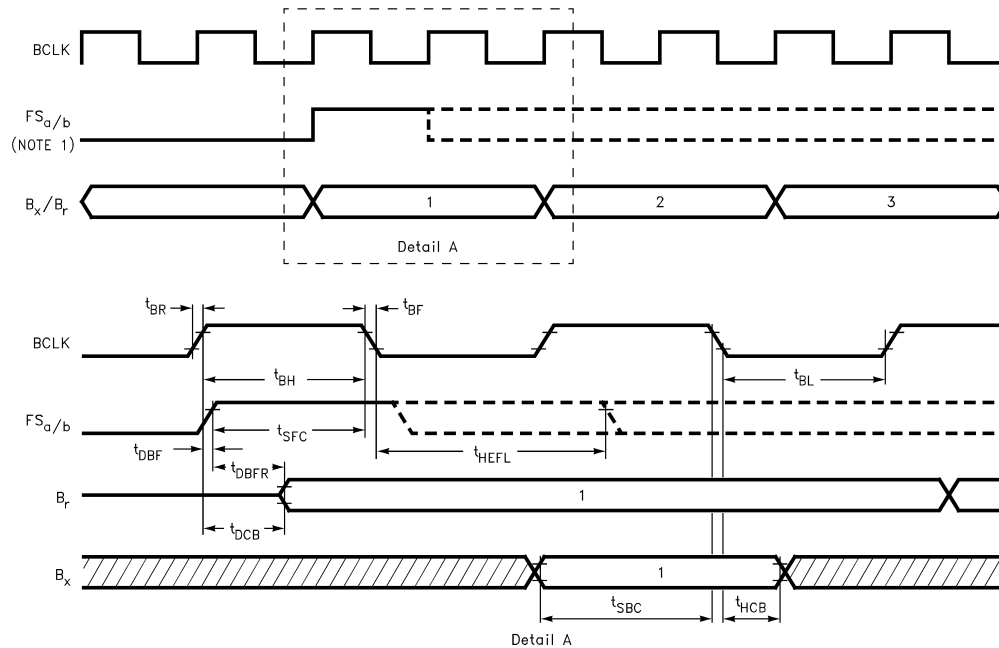 BCLK
FSa/b
(NOTE 1)
Bx/Br
1
2
3
Detail A
tBR
tBF
BCLK
tBH
tBL
FSa/b
tSFC
tDBF
tHEFL
tDBFR
Br
1
tDCB
Bx
1
tSBC
tHCB
Detail A